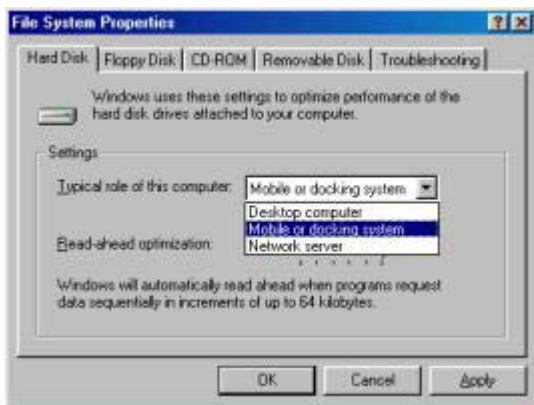 File System Properties
Hard Disk Floppy Disk CD-ROM Removable Disk Troubleshooting
Windows uses these settings to optimize performance of the
hard disk drives attached to your computer.
Settings
Typical role of this computer: Mobile or docking system
Desktop computer
Mobile or docking system
Network server
Read-ahead optimization:
Windows will automatically read ahead when programs request
data sequentially in increments of up to 64 kilobytes.
OK Cancel Apply